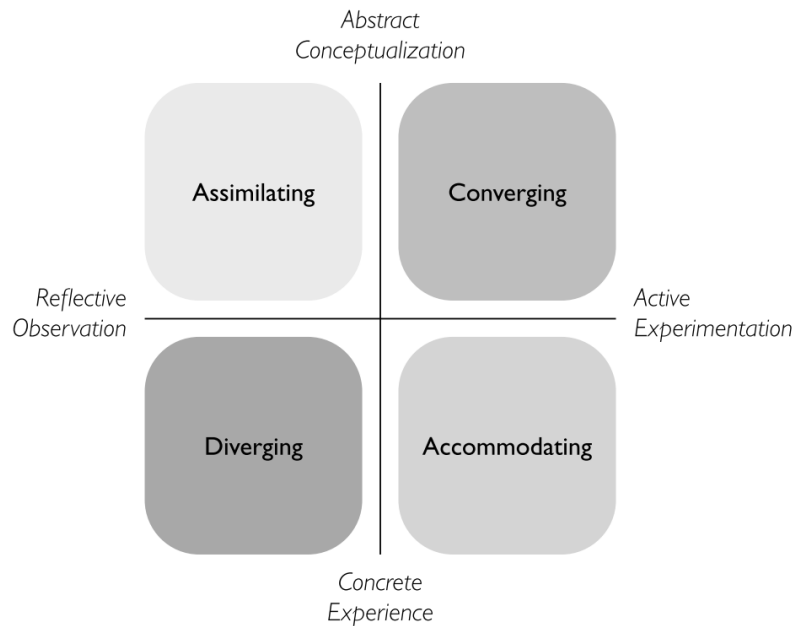 Abstract
Conceptualization
Assimilating
Converging
Reflective
Observation
Active
Experimentation
Diverging
Accommodating
Concrete
Experience